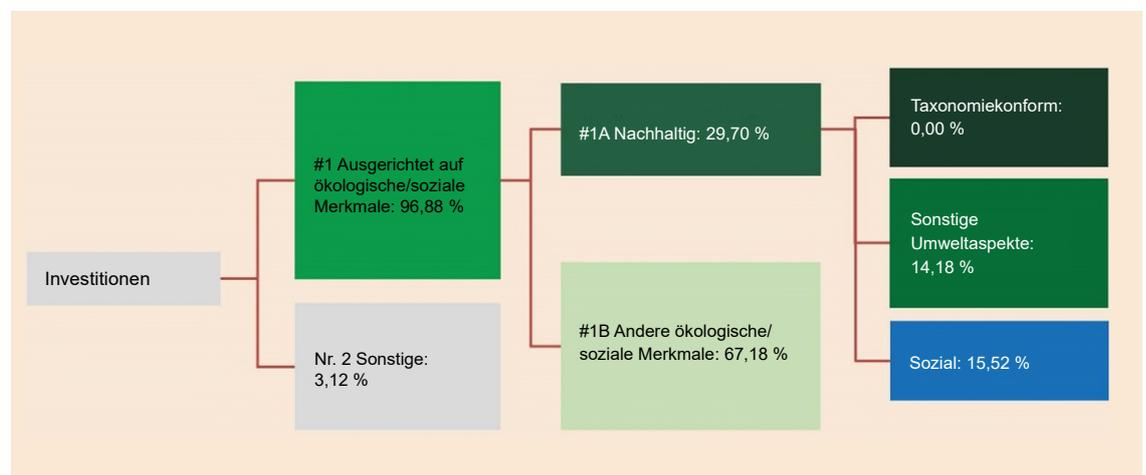 Investitionen
#1 Ausgerichtet auf
ökologische/soziale
Merkmale: 96,88 %
Nr. 2 Sonstige:
3,12 %
#1A Nachhaltig: 29,70 %
#1B Andere ökologische/
soziale Merkmale: 67,18 %
Taxonomiekonform:
0,00 %
Sonstige
Umweltaspekte:
14,18 %
Sozial: 15,52 %